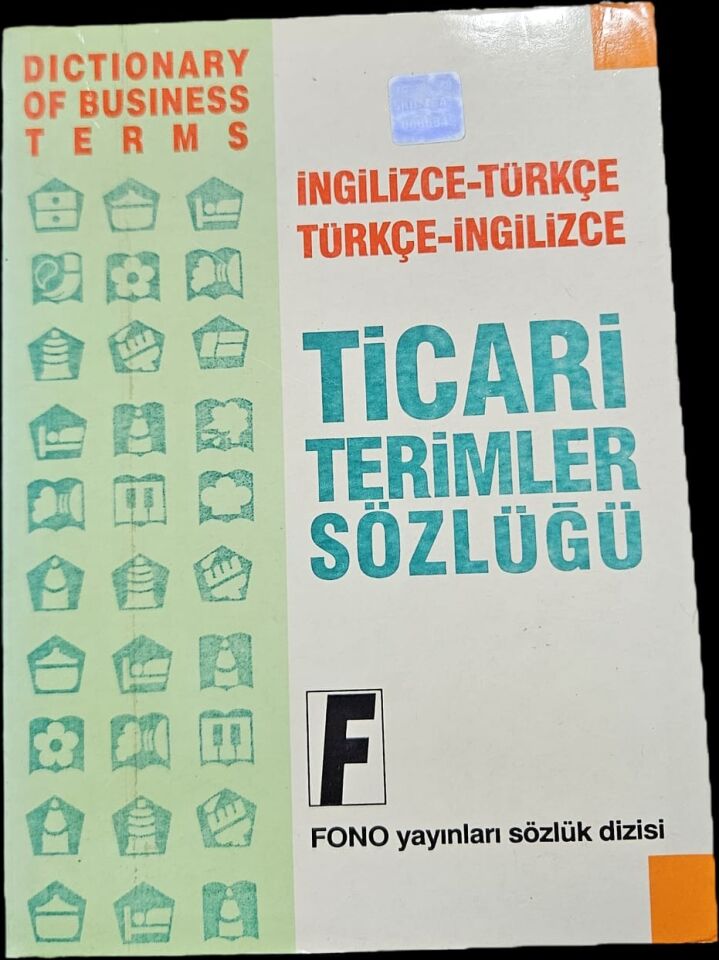 DICTIONARY
OF BUSINESS
TERMS
İNGİLİZCE-TÜRKÇE
TÜRKÇE-İNGİLİZCE
TİCARİ
TERİMLER
SÖZLÜĞÜ
F
FONO yayınları sözlük dizisi